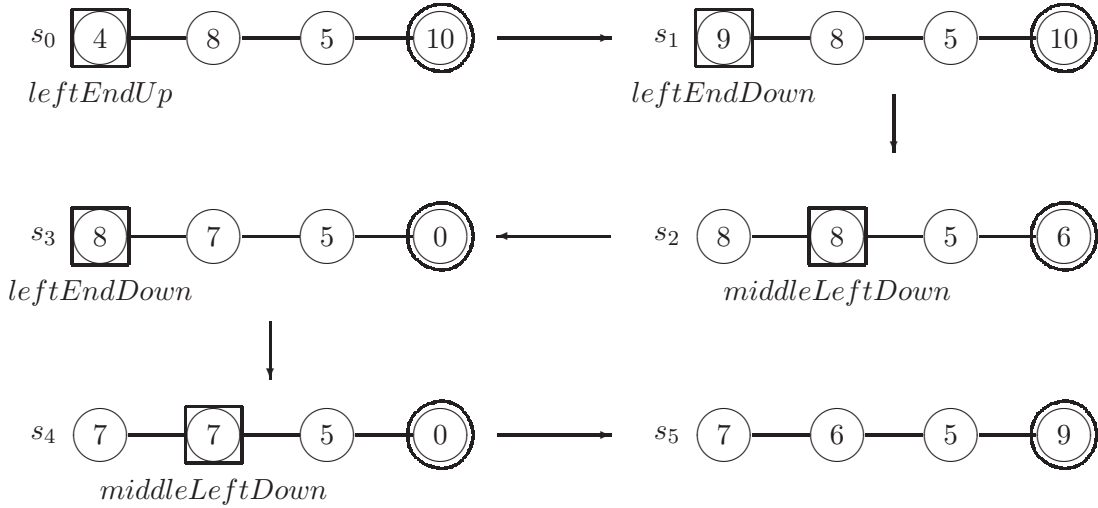 s0 4 8 5 10 s1 9 8 5 10
leftEndUp leftEndDown
s3 8 7 5 0 s2 8 8 5 6
leftEndDown middleLeftDown
s4 7 7 5 0 s5 7 6 5 9
middleLeftDown